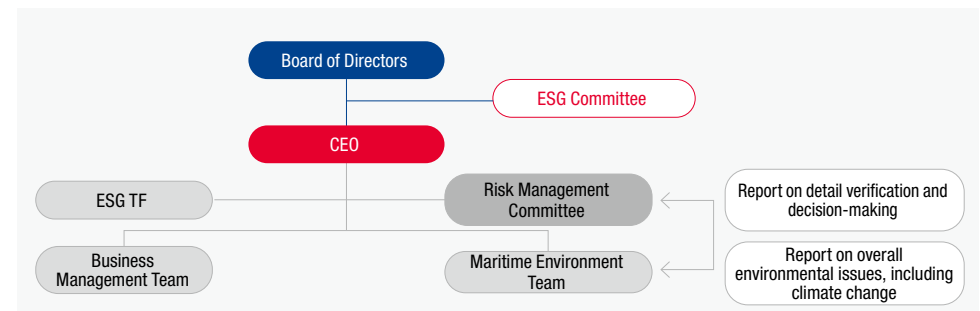 Board of Directors
ESG Committee
CEO
ESG TF
Risk Management
Committee
Report on detail verification and
decision-making
Business
Management Team
Maritime Environment
Team
Report on overall
environmental issues, including
climate change